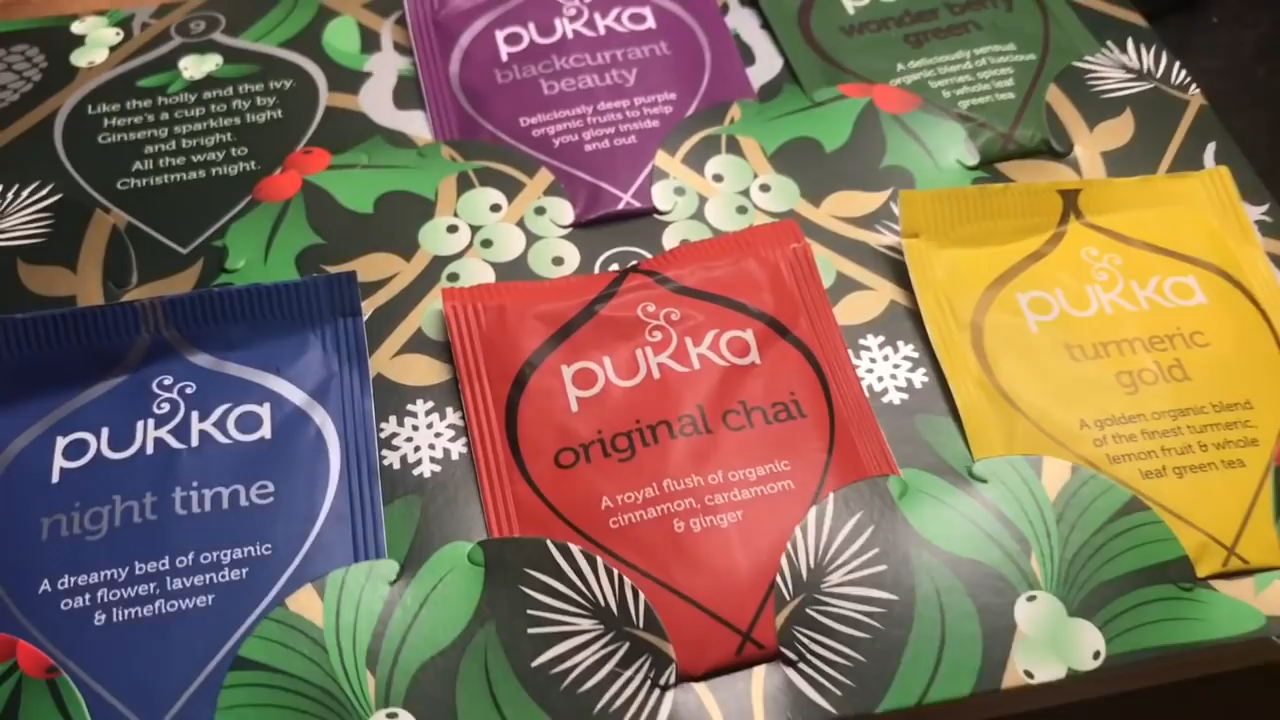 9
Like the holly and the ivy.
Here's a cup to fly by.
Ginseng sparkles light
and bright.
All the way to
Christmas night.
pukka
blackcurrant
beauty
Deliciously deep purple
organic fruits to help
you glow inside
and out
wonder berry
green
A deliciously sensual
organic blend of luscious
berries, spices
& whole leaf
green tea
pukka
night time
A dreamy bed of organic
oat flower, lavender
& limeflower
pukka
original chai
A royal flush of organic
cinnamon, cardamom
& ginger
pukka
turmeric
gold
A golden organic blend
of the finest turmeric,
lemon fruit & whole
leaf green tea